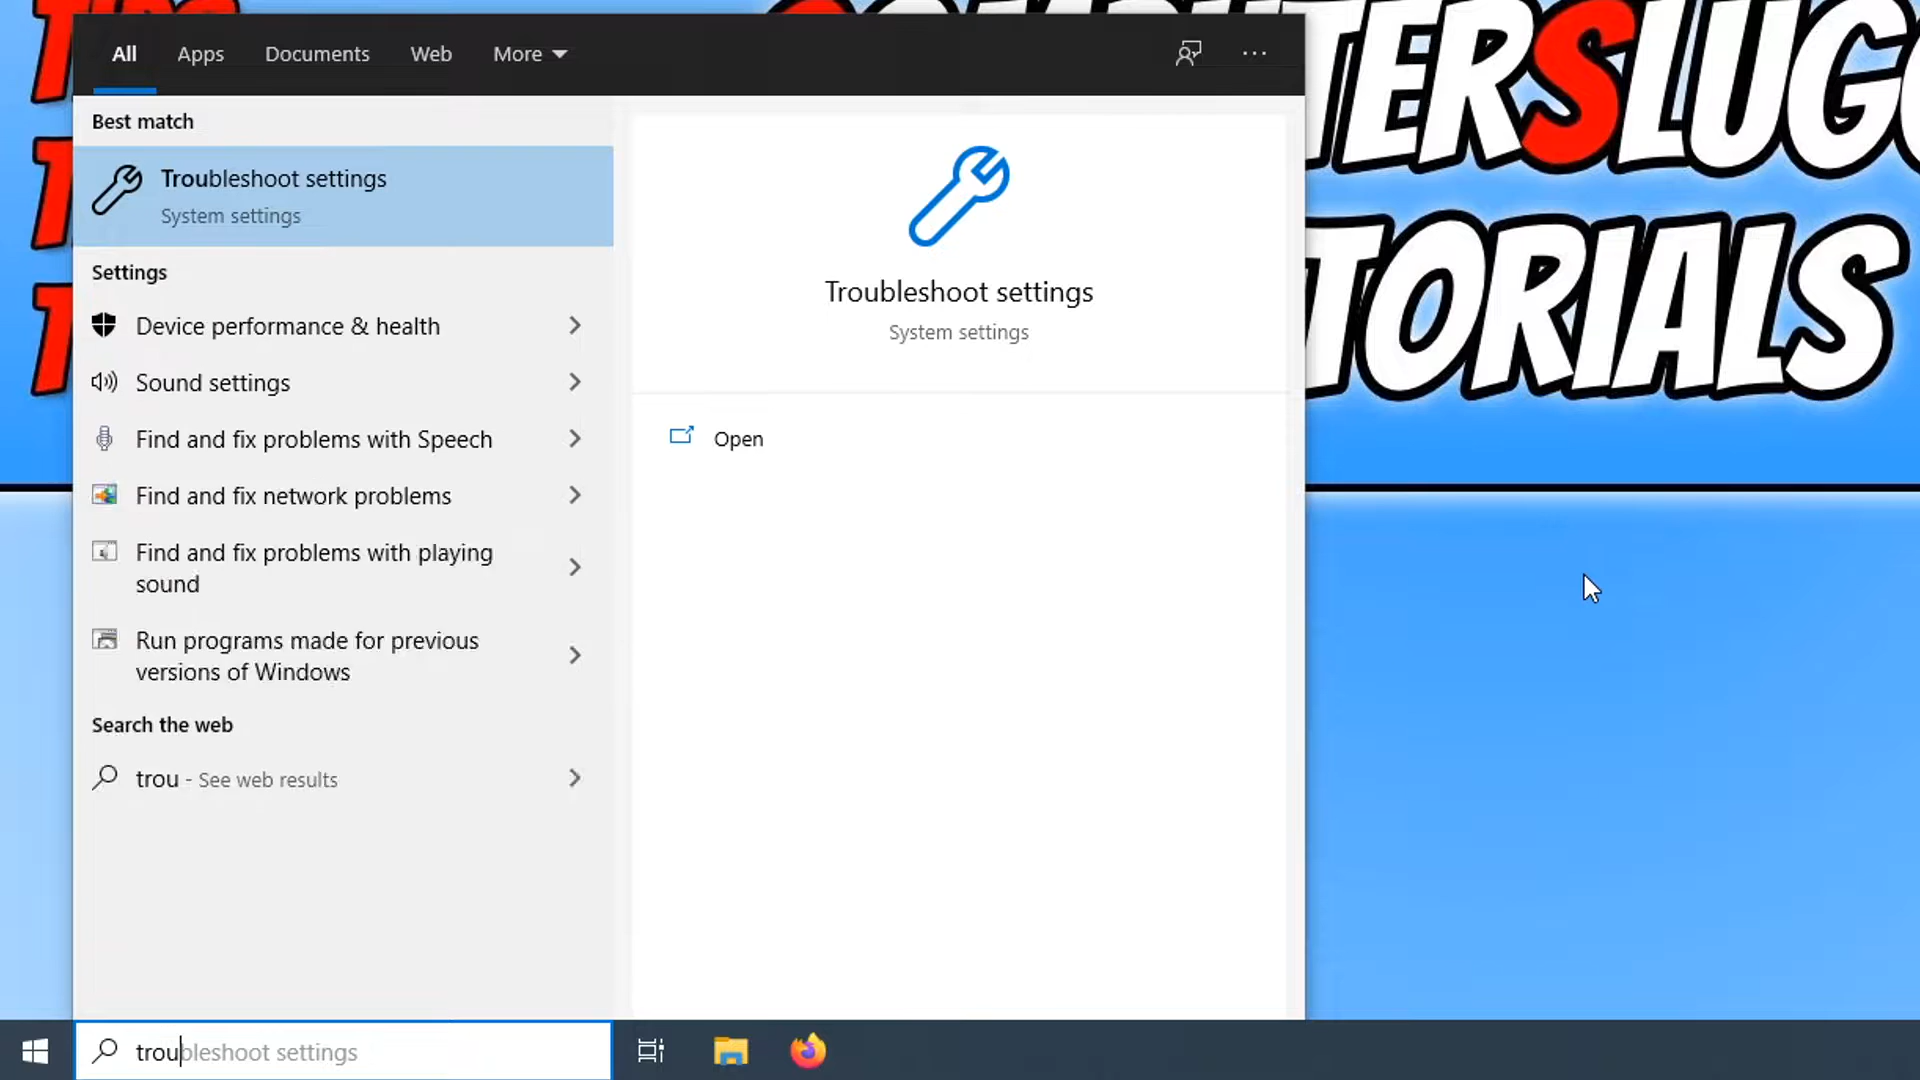 All Apps Documents Web More
Best match
Troubleshoot settings
System settings
Settings
Device performance & health
Sound settings
Find and fix problems with Speech
Find and fix network problems
Find and fix problems with playing
sound
Run programs made for previous
versions of Windows
Search the web
trou - See web results
Troubleshoot settings
System settings
Open
TERSLUGG
TORIALS
troubleshoot settings